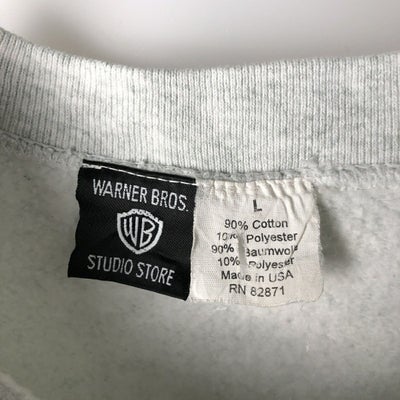 WARNER BROS.
WB
STUDIO STORE
L
90% Cotton
10% Polyester
90% Baumwolle
10% Polyester
Made in USA
RN 82871